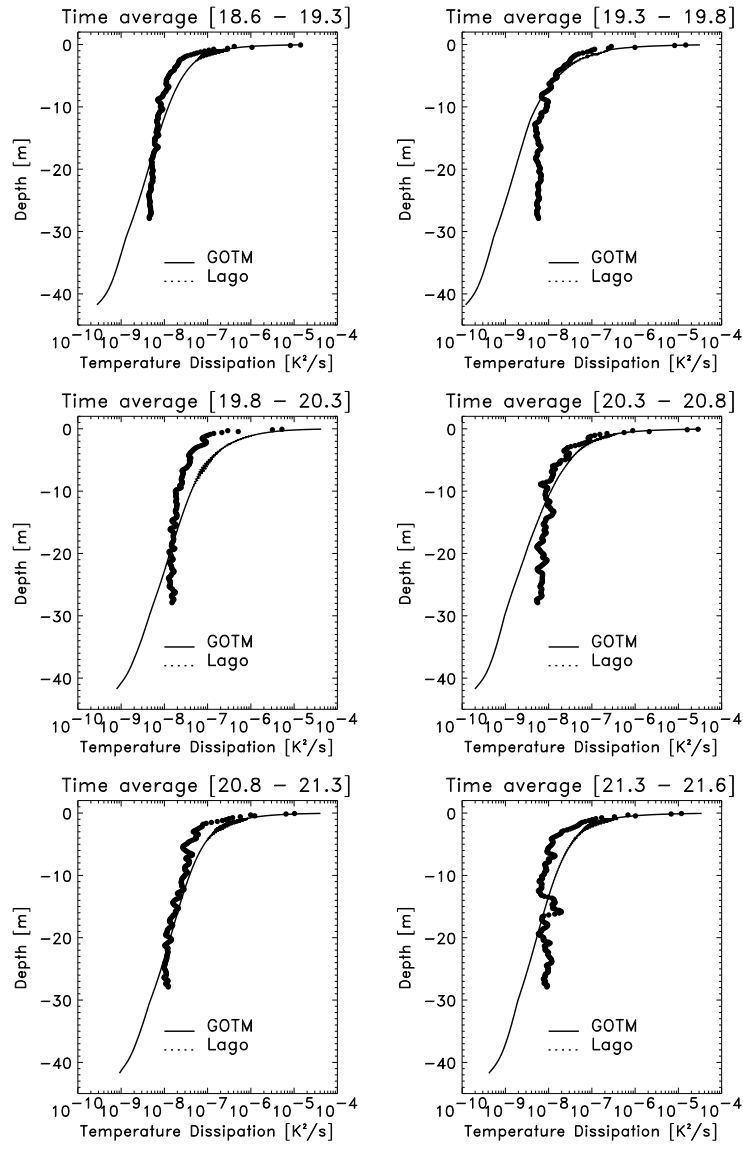 Time average [18.6 – 19.3]
0
−10
−20
−30
−40
Depth [m]
GOTM
Lago
10⁻¹⁰ 10⁻⁹ 10⁻⁸ 10⁻⁷ 10⁻⁶ 10⁻⁵ 10⁻⁴
Temperature Dissipation [K²/s]
Time average [19.3 – 19.8]
0
−10
−20
−30
−40
Depth [m]
GOTM
Lago
10⁻¹⁰ 10⁻⁹ 10⁻⁸ 10⁻⁷ 10⁻⁶ 10⁻⁵ 10⁻⁴
Temperature Dissipation [K²/s]
Time average [19.8 – 20.3]
0
−10
−20
−30
−40
Depth [m]
GOTM
Lago
10⁻¹⁰ 10⁻⁹ 10⁻⁸ 10⁻⁷ 10⁻⁶ 10⁻⁵ 10⁻⁴
Temperature Dissipation [K²/s]
Time average [20.3 – 20.8]
0
−10
−20
−30
−40
Depth [m]
GOTM
Lago
10⁻¹⁰ 10⁻⁹ 10⁻⁸ 10⁻⁷ 10⁻⁶ 10⁻⁵ 10⁻⁴
Temperature Dissipation [K²/s]
Time average [20.8 – 21.3]
0
−10
−20
−30
−40
Depth [m]
GOTM
Lago
10⁻¹⁰ 10⁻⁹ 10⁻⁸ 10⁻⁷ 10⁻⁶ 10⁻⁵ 10⁻⁴
Temperature Dissipation [K²/s]
Time average [21.3 – 21.6]
0
−10
−20
−30
−40
Depth [m]
GOTM
Lago
10⁻¹⁰ 10⁻⁹ 10⁻⁸ 10⁻⁷ 10⁻⁶ 10⁻⁵ 10⁻⁴
Temperature Dissipation [K²/s]